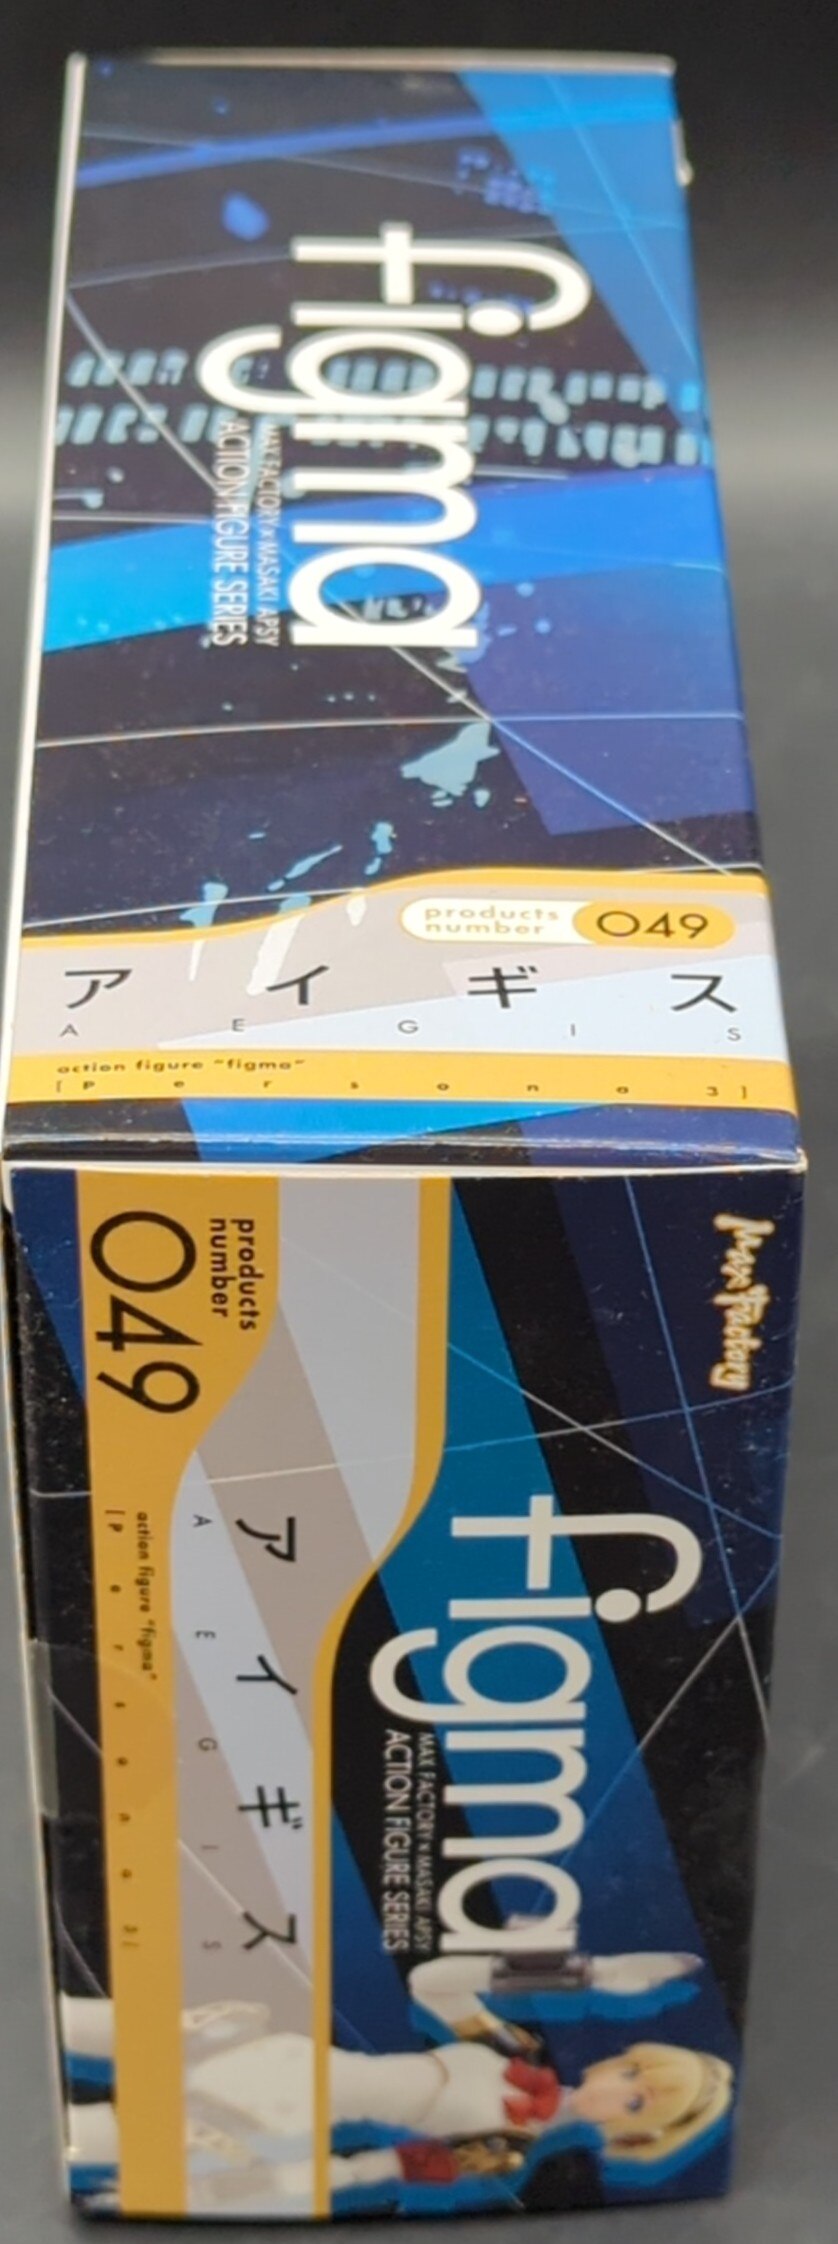 figma
MAX FACTORY × MASAKI APSY
ACTION FIGURE SERIES
products
number
049
アイギス
AEGIS
action figure "figma"
[Persona 3]
Max Factory
products
number
049
figma
MAX FACTORY × MASAKI APSY
ACTION FIGURE SERIES
アイギス
AEGIS
action figure "figma"
[Persona 3]